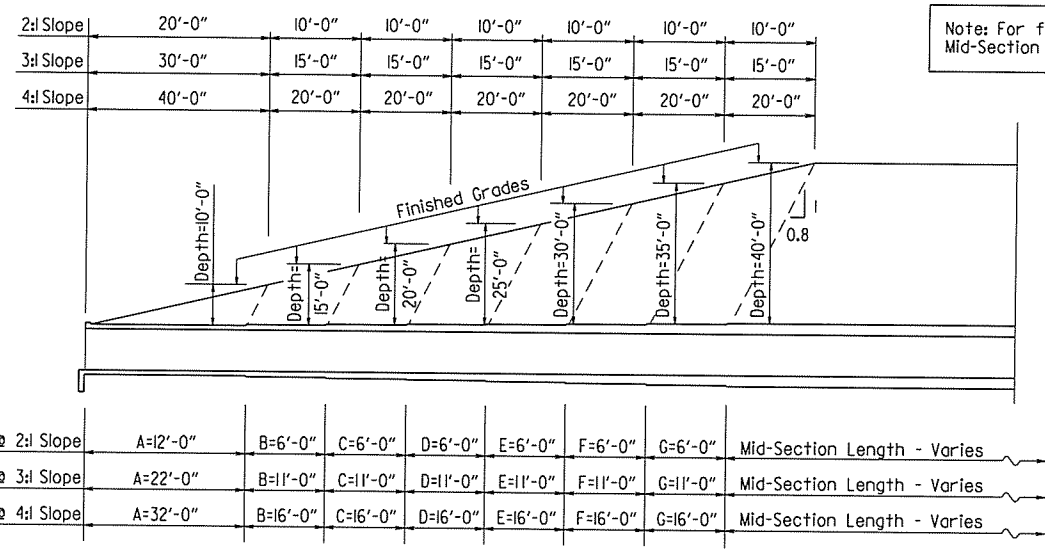 2:1 Slope 20'-0" 10'-0" 10'-0" 10'-0" 10'-0" 10'-0" 10'-0"
3:1 Slope 30'-0" 15'-0" 15'-0" 15'-0" 15'-0" 15'-0" 15'-0"
4:1 Slope 40'-0" 20'-0" 20'-0" 20'-0" 20'-0" 20'-0" 20'-0"
Note: For f
Mid-Section
Finished Grades
Depth=10'-0"
Depth=
15'-0"
Depth=
20'-0"
Depth=
25'-0"
Depth=30'-0"
Depth=35'-0"
Depth=40'-0"
1
0.8
@ 2:1 Slope A=12'-0" B=6'-0" C=6'-0" D=6'-0" E=6'-0" F=6'-0" G=6'-0" Mid-Section Length - Varies
@ 3:1 Slope A=22'-0" B=11'-0" C=11'-0" D=11'-0" E=11'-0" F=11'-0" G=11'-0" Mid-Section Length - Varies
@ 4:1 Slope A=32'-0" B=16'-0" C=16'-0" D=16'-0" E=16'-0" F=16'-0" G=16'-0" Mid-Section Length - Varies